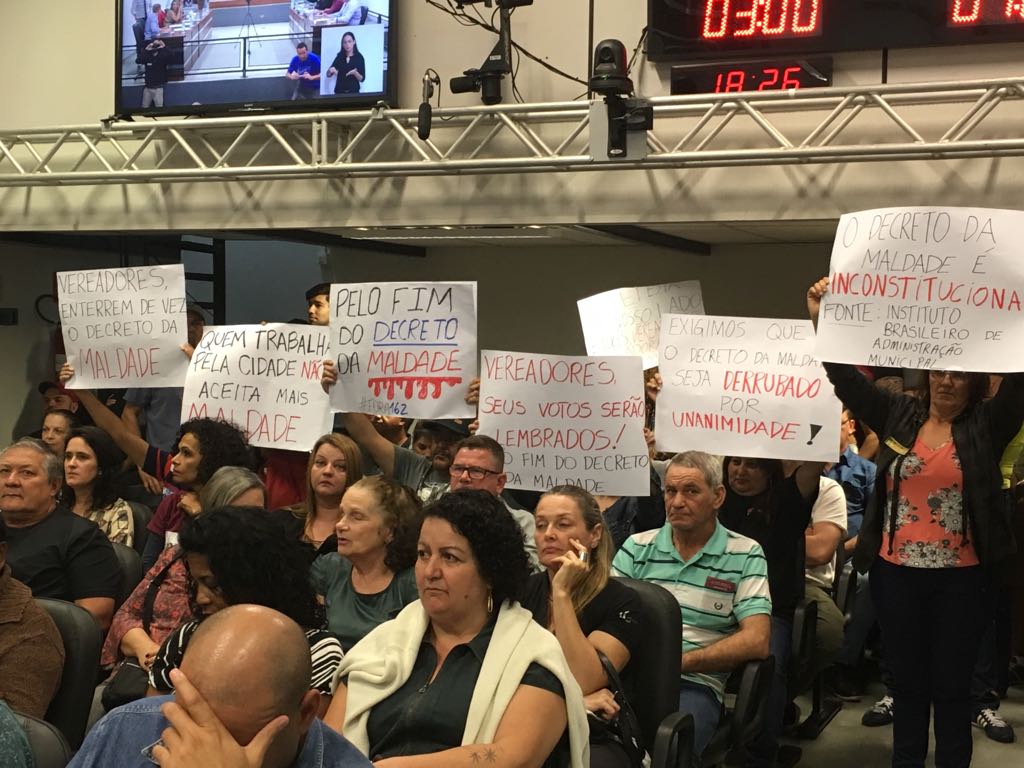 03:00
18:26
VEREADORES,
ENTERREM DE VEZ
O DECRETO DA
MALDADE
QUEM TRABALHA
PELA CIDADE NÃO
ACEITA MAIS
MALDADE
PELO FIM
DO DECRETO
DA MALDADE
#FORA162
VEREADORES,
SEUS VOTOS SERÃO
LEMBRADOS!
FIM DO DECRETO
DA MALDADE
EXIGIMOS QUE
O DECRETO DA MALDA
SEJA DERRUBADO
POR
UNANIMIDADE!
O DECRETO DA
MALDADE É
INCONSTITUCIONA
FONTE: INSTITUTO
BRASILEIRO DE
ADMINISTRAÇÃO
MUNICIPAL